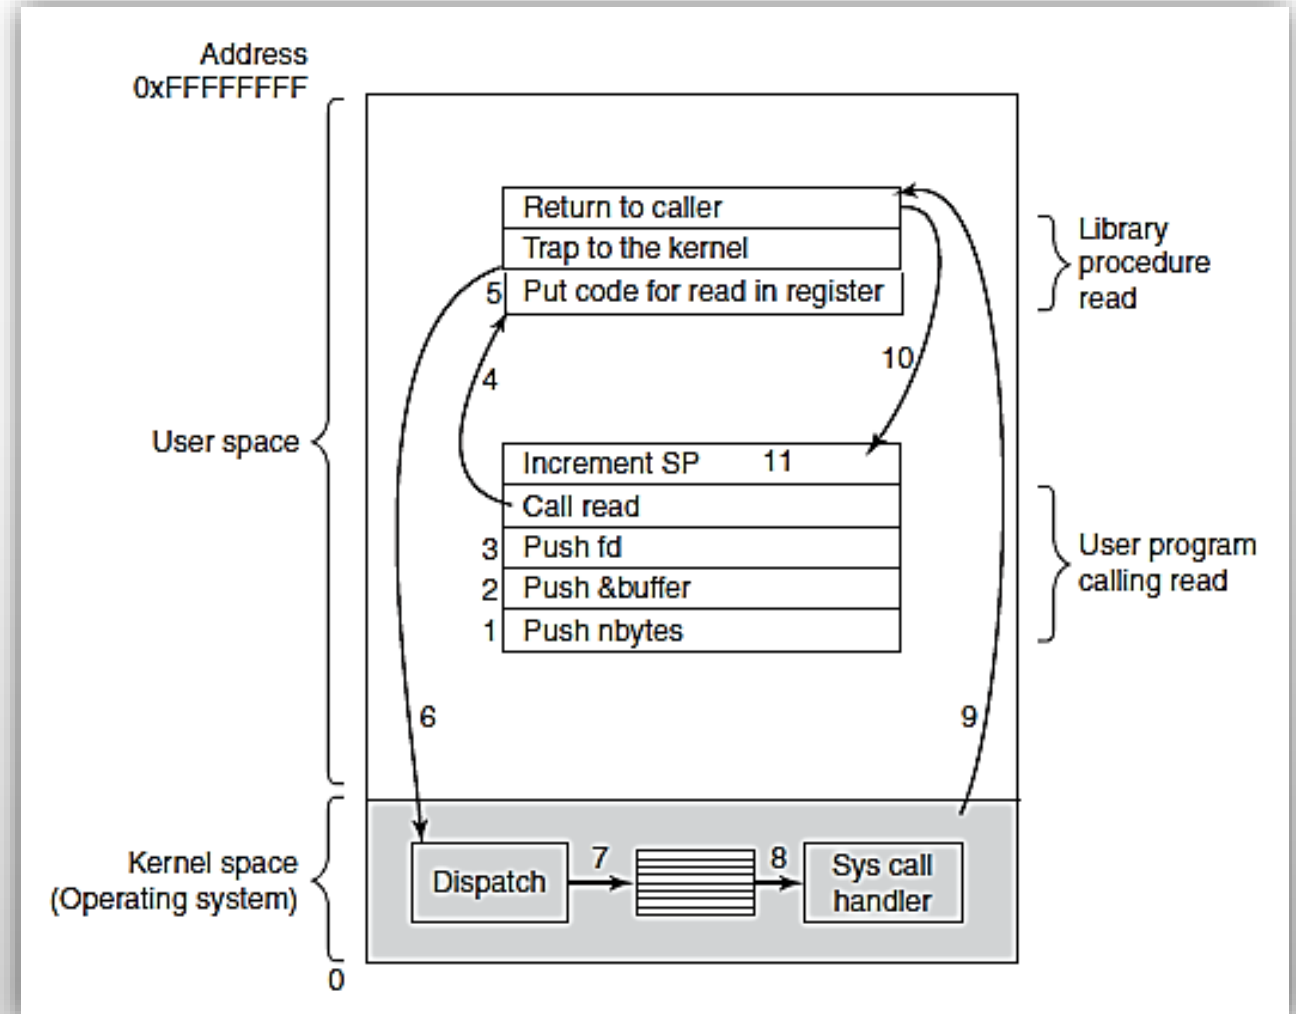 Address
0xFFFFFFFF
Return to caller
Trap to the kernel
5 Put code for read in register
Library
procedure
read
4
10
User space
Increment SP 11
Call read
3 Push fd
2 Push &buffer
1 Push nbytes
User program
calling read
6
9
Kernel space
(Operating system)
Dispatch
7
8
Sys call
handler
0